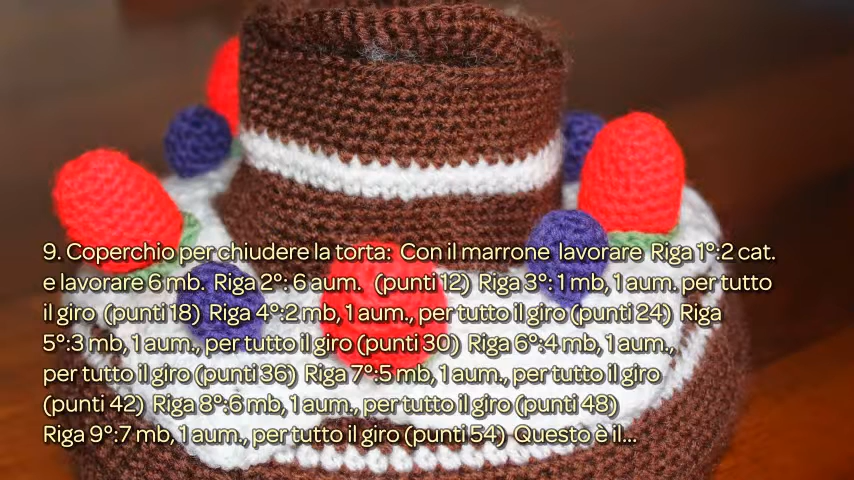 9. Coperchio per chiudere la torta: Con il marrone lavorare Riga 1°:2 cat.
e lavorare 6 mb. Riga 2°: 6 aum. (punti 12) Riga 3°: 1 mb, 1 aum. per tutto
il giro (punti 18) Riga 4°:2 mb, 1 aum., per tutto il giro (punti 24) Riga
5°:3 mb, 1 aum., per tutto il giro (punti 30) Riga 6°:4 mb, 1 aum.,
per tutto il giro (punti 36) Riga 7°:5 mb, 1 aum., per tutto il giro
(punti 42) Riga 8°:6 mb, 1 aum., per tutto il giro (punti 48)
Riga 9°:7 mb, 1 aum., per tutto il giro (punti 54) Questo è il...